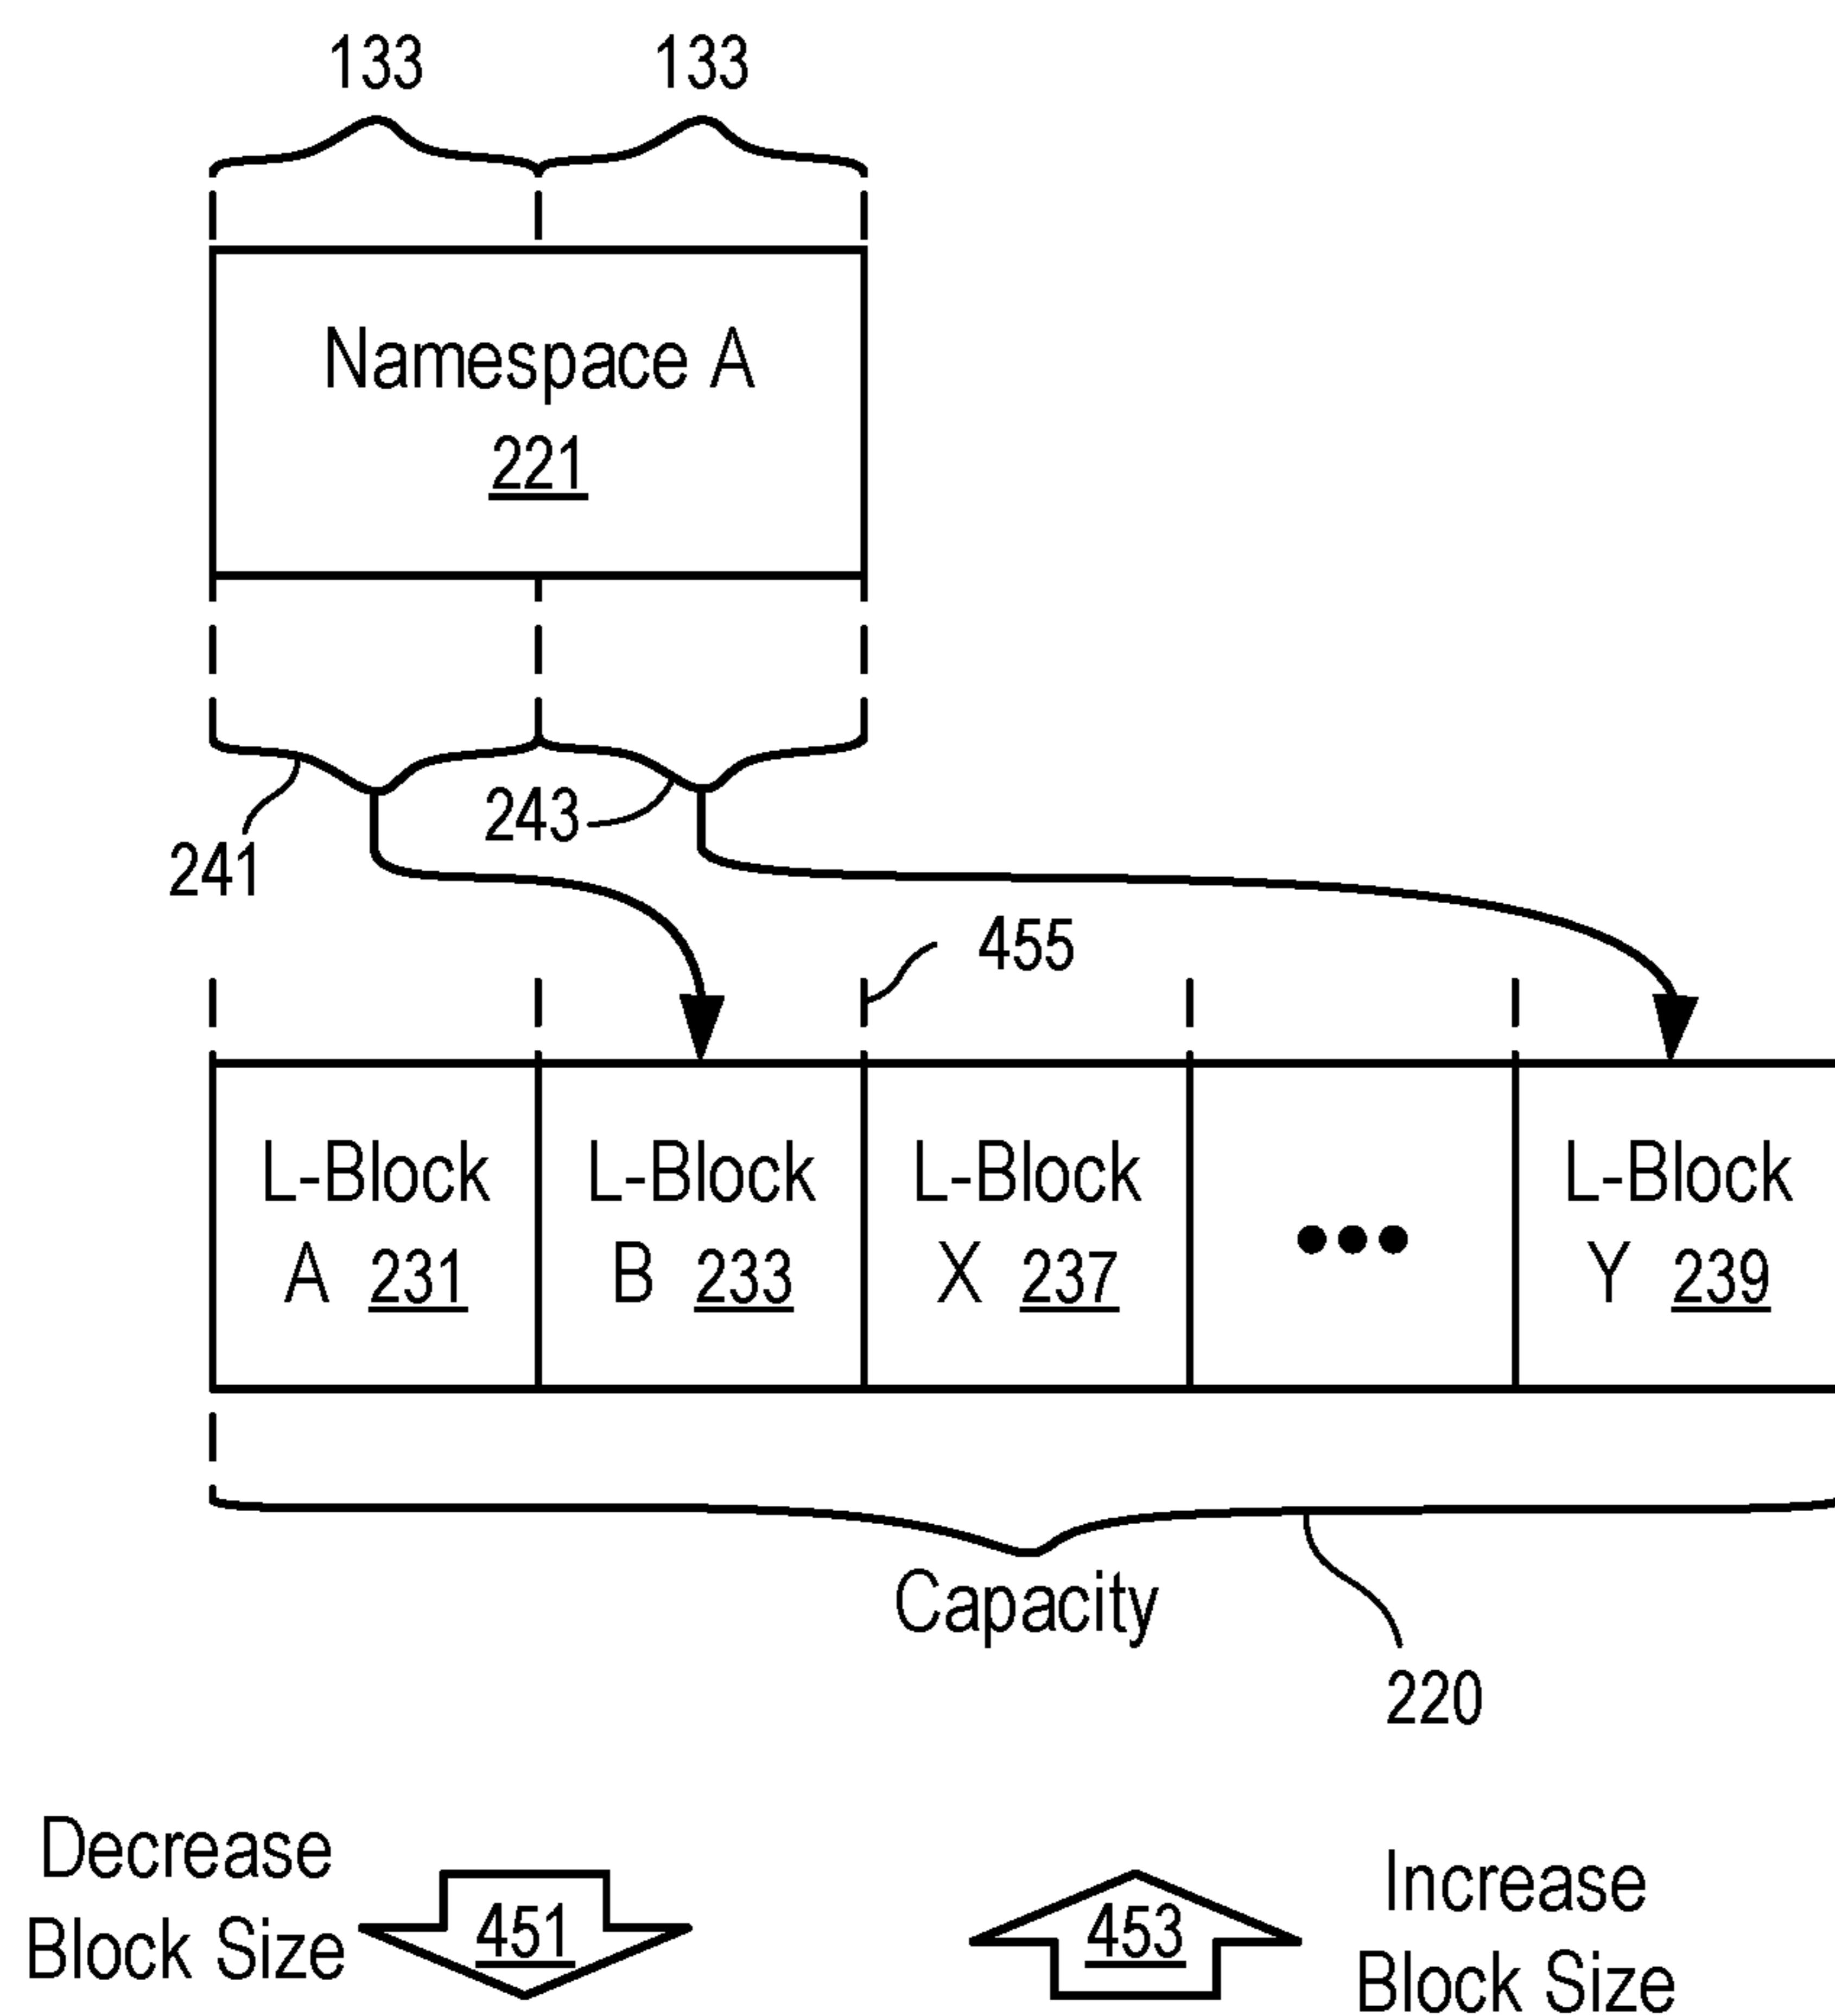 133 133
Namespace A
221
241
243
455
L-Block
A 231
L-Block
B 233
L-Block
X 237
L-Block
Y 239
Capacity
220
Decrease
Block Size
451
453
Increase
Block Size